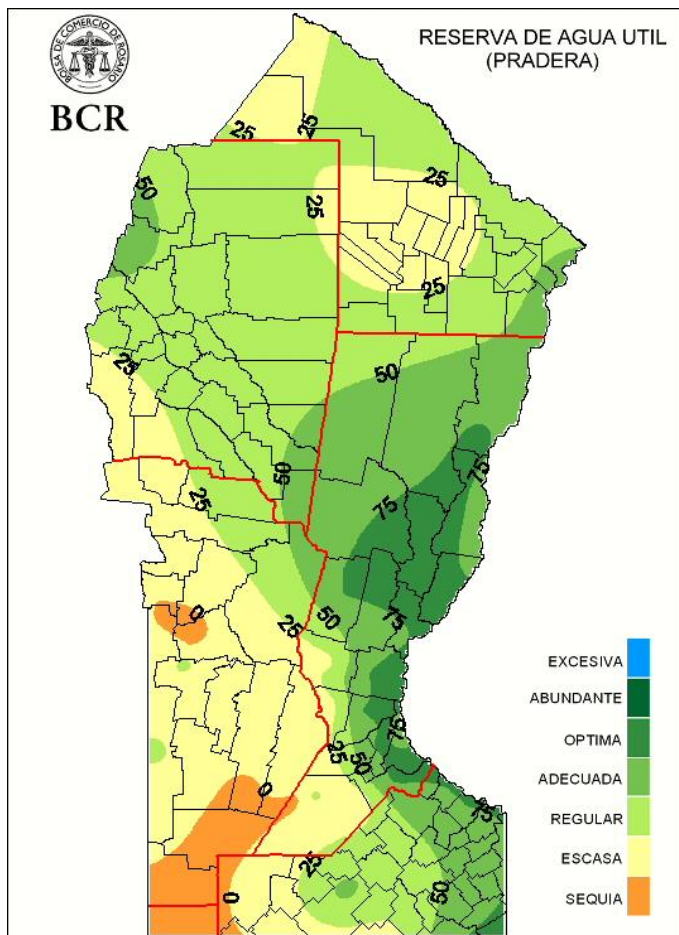 RESERVA DE AGUA UTIL
(PRADERA)
BOLSA DE COMERCIO DE ROSARIO
BCR
25
25
25
50
25
25
50
25
50
75
25
75
0
25
50
75
75
25
50
0
75
25
0
50
EXCESIVA
ABUNDANTE
OPTIMA
ADECUADA
REGULAR
ESCASA
SEQUIA